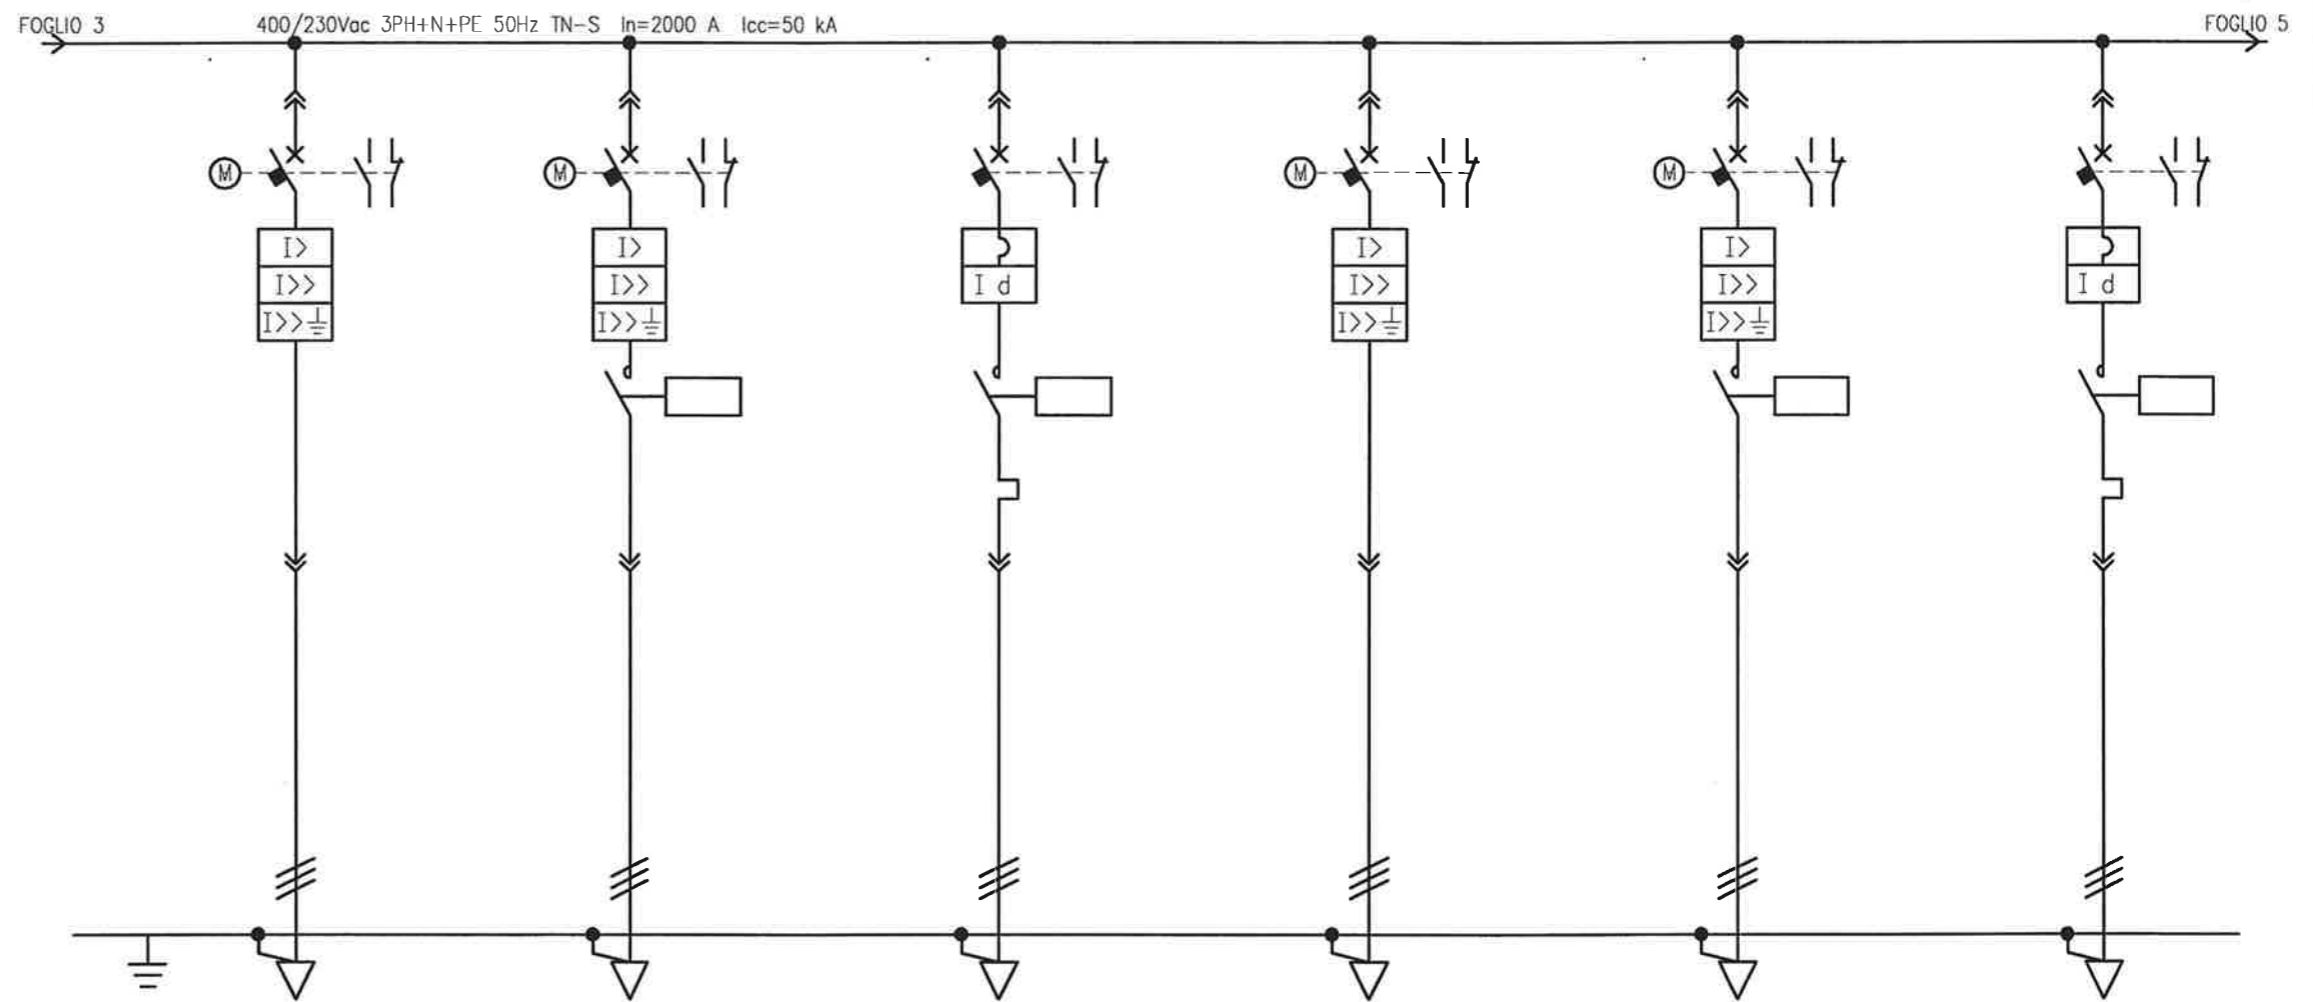 FOGLIO 3 400/230Vac 3PH+N+PE 50Hz TN-S In=2000 A Icc=50 kA FOGLIO 5
M M M M
I> I> I> I>
I>> I>> I d I>> I>> I d
I>> I>> I>> I>>